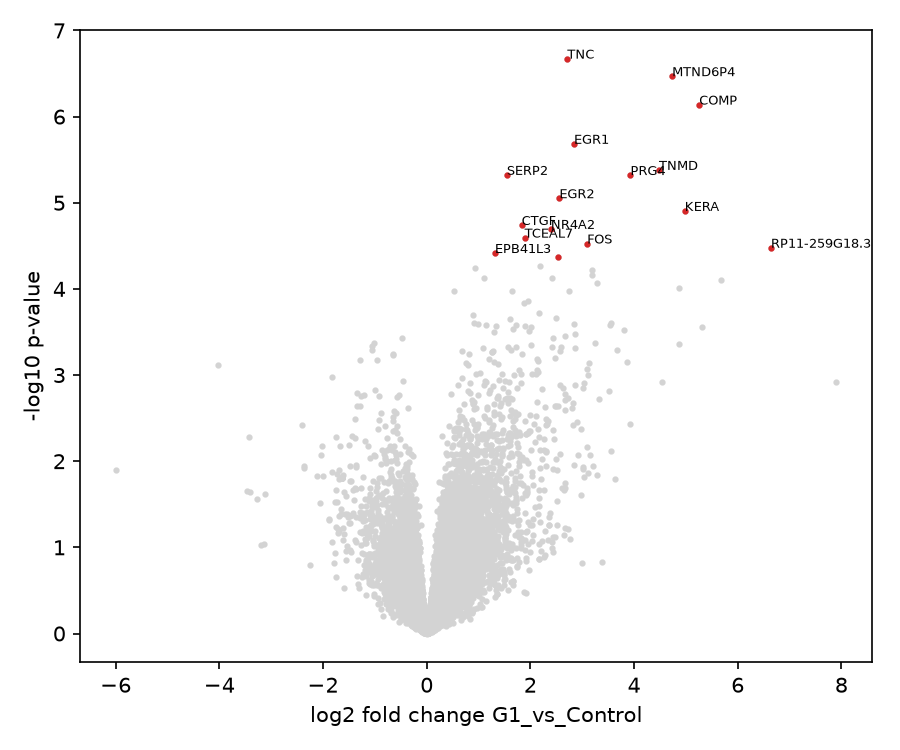 7
6
5
4
3
2
1
0
-log10 p-value
TNC
MTND6P4
COMP
EGR1
SERP2
PRG4
TNMD
EGR2
KERA
CTGF
NR4A2
TCEAL7
FOS
EPB41L3
RP11-259G18.3
−6 −4 −2 0 2 4 6 8
log2 fold change G1_vs_Control